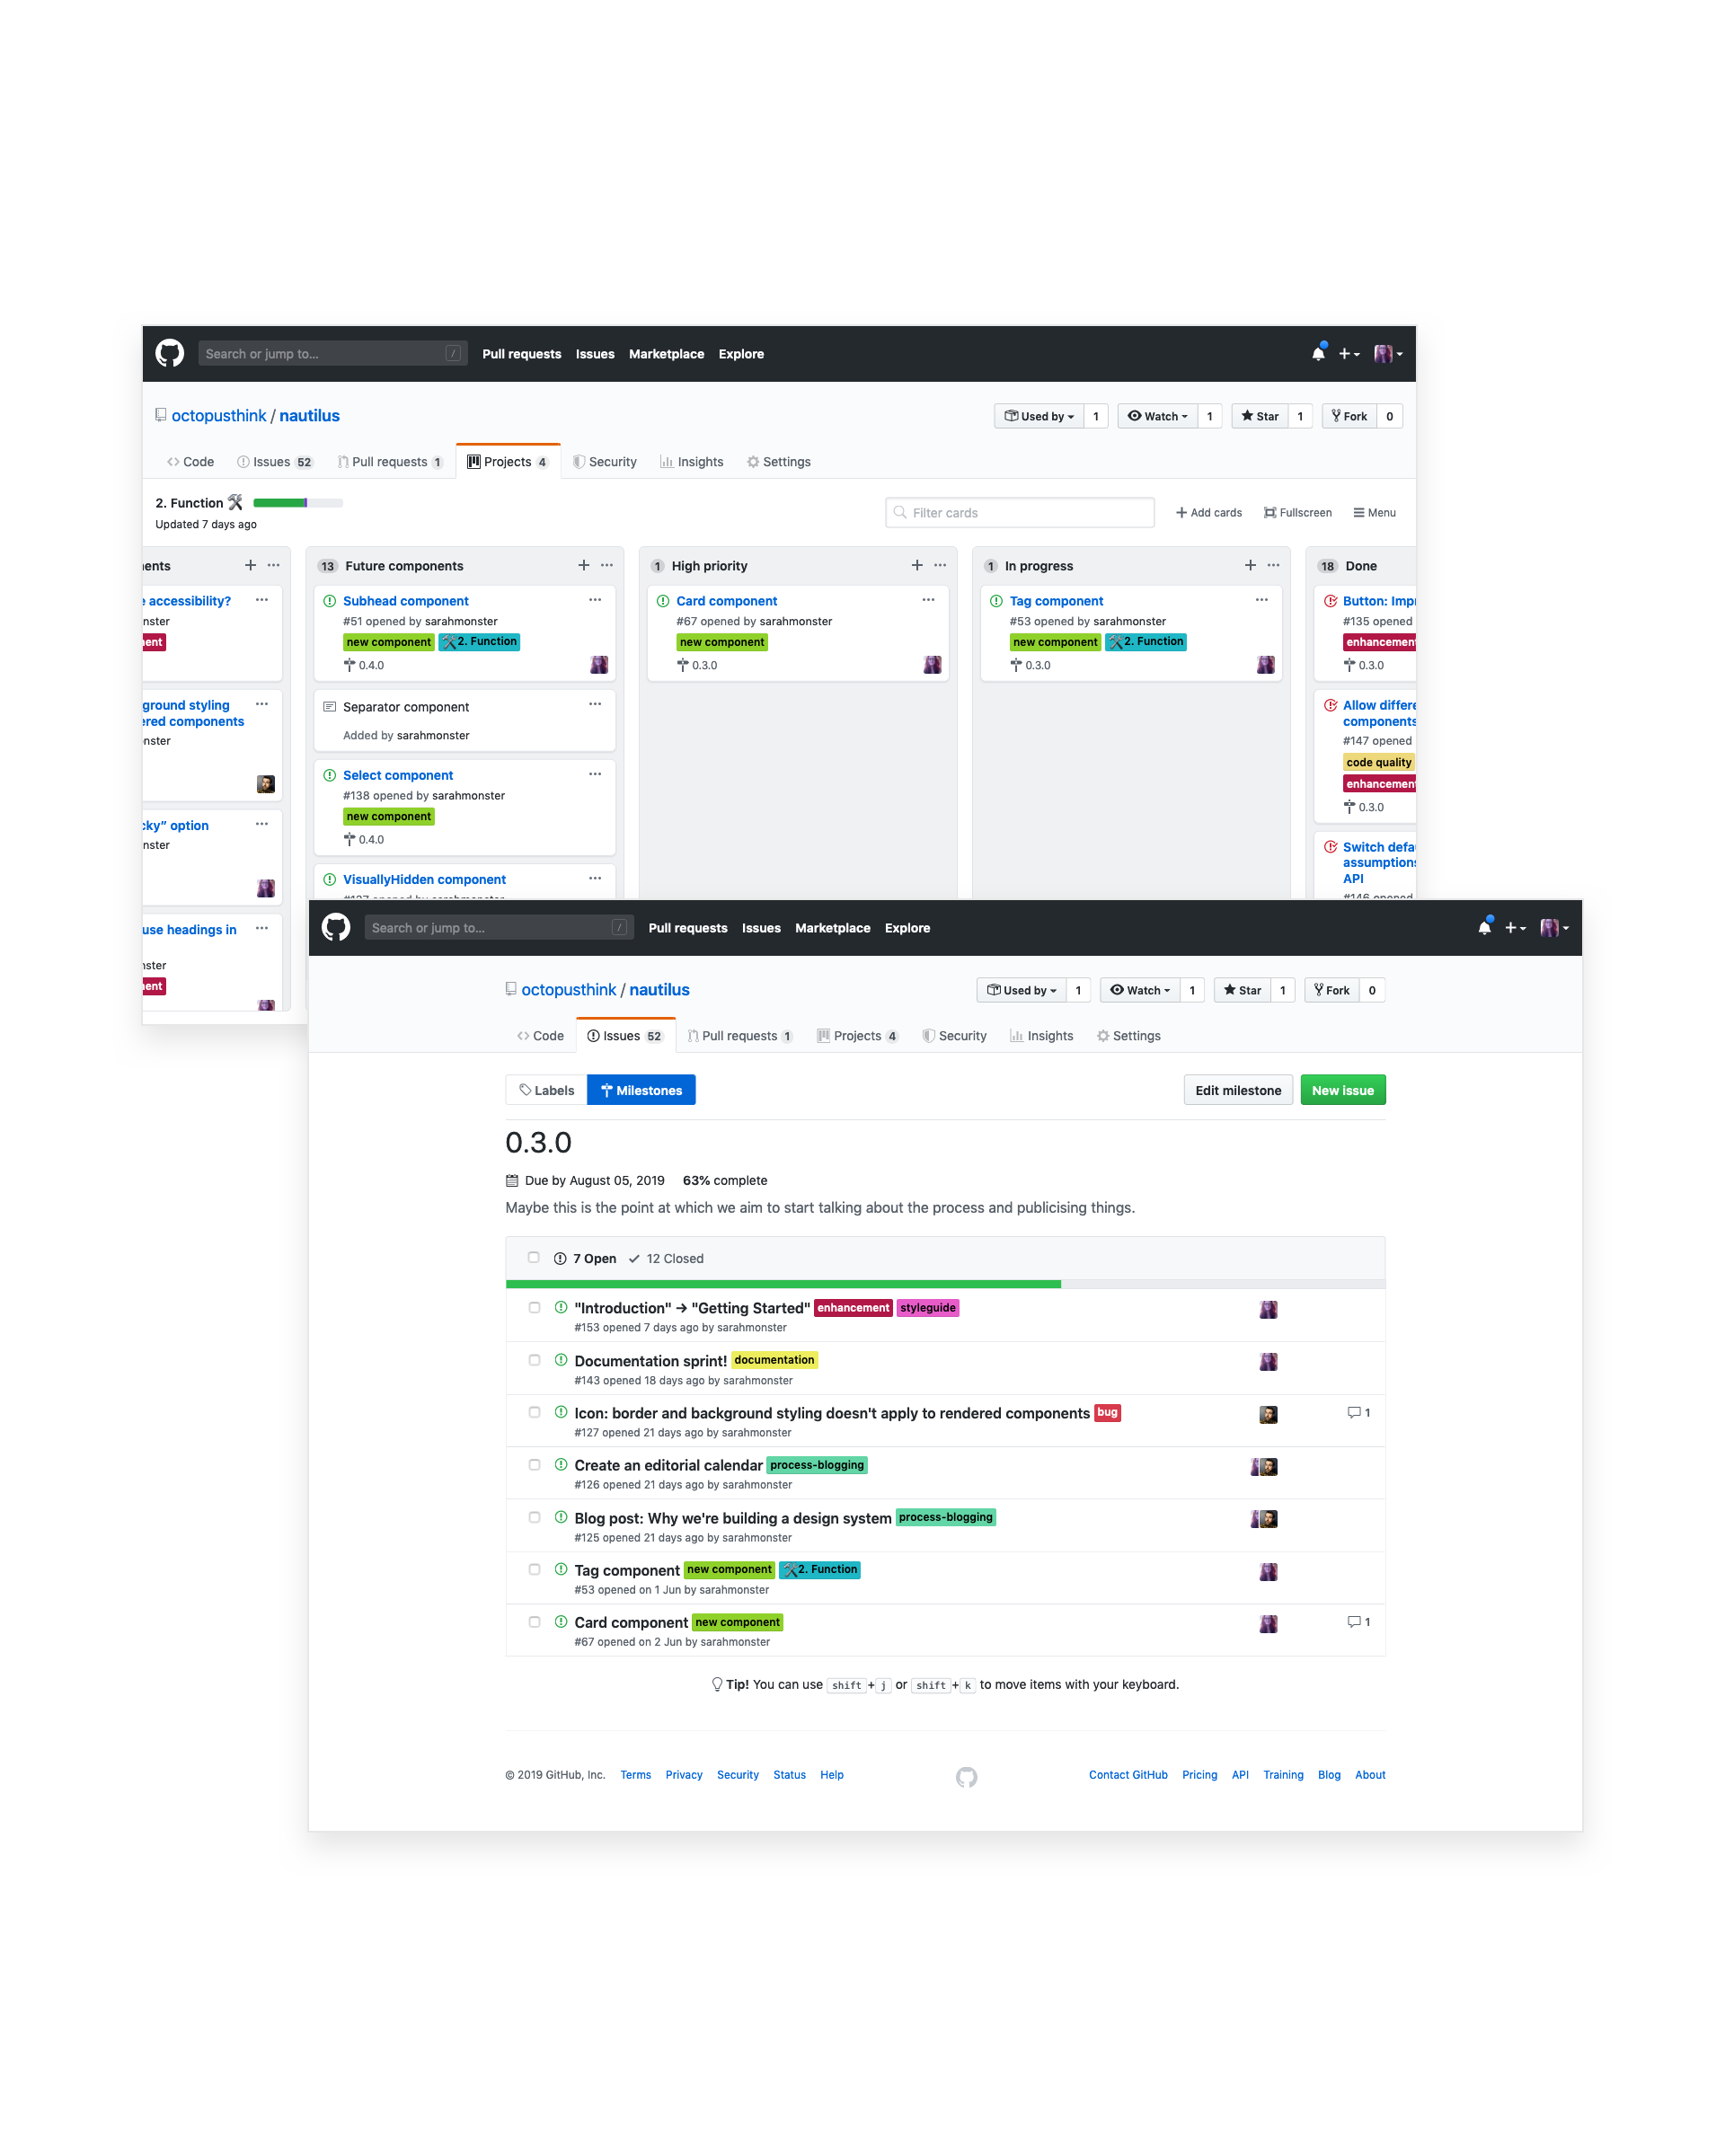 Search or jump to... / Pull requests Issues Marketplace Explore
octopusthink / nautilus Used by 1 Watch 1 Star 1 Fork 0
Code Issues 52 Pull requests 1 Projects 4 Security Insights Settings
2. Function 🛠
Updated 7 days ago
Filter cards Add cards Fullscreen Menu
accessibility?
ground styling
components
option
use headings in
13 Future components
Subhead component
#51 opened by sarahmonster
new component 🛠2. Function
0.4.0
Separator component
Added by sarahmonster
Select component
#138 opened by sarahmonster
new component
0.4.0
VisuallyHidden component
1 High priority
Card component
#67 opened by sarahmonster
new component
0.3.0
1 In progress
Tag component
#53 opened by sarahmonster
new component 🛠2. Function
0.3.0
18 Done
Button:
#135 opened
enhancement
0.3.0
Allow
components
#147 opened
code quality
enhancement
0.3.0
Switch
assumptions
API
#146 opened
Search or jump to... / Pull requests Issues Marketplace Explore
octopusthink / nautilus Used by 1 Watch 1 Star 1 Fork 0
Code Issues 52 Pull requests 1 Projects 4 Security Insights Settings
Labels Milestones Edit milestone New issue
0.3.0
Due by August 05, 2019 63% complete
Maybe this is the point at which we aim to start talking about the process and publicising things.
7 Open 12 Closed
"Introduction" → "Getting Started" enhancement styleguide
#153 opened 7 days ago by sarahmonster
Documentation sprint! documentation
#143 opened 18 days ago by sarahmonster
Icon: border and background styling doesn't apply to rendered components bug 1
#127 opened 21 days ago by sarahmonster
Create an editorial calendar process-blogging
#126 opened 21 days ago by sarahmonster
Blog post: Why we're building a design system process-blogging
#125 opened 21 days ago by sarahmonster
Tag component new component 🛠2. Function
#53 opened on 1 Jun by sarahmonster
Card component new component 1
#67 opened on 2 Jun by sarahmonster
Tip! You can use shift+j or shift+k to move items with your keyboard.
© 2019 GitHub, Inc. Terms Privacy Security Status Help Contact GitHub Pricing API Training Blog About